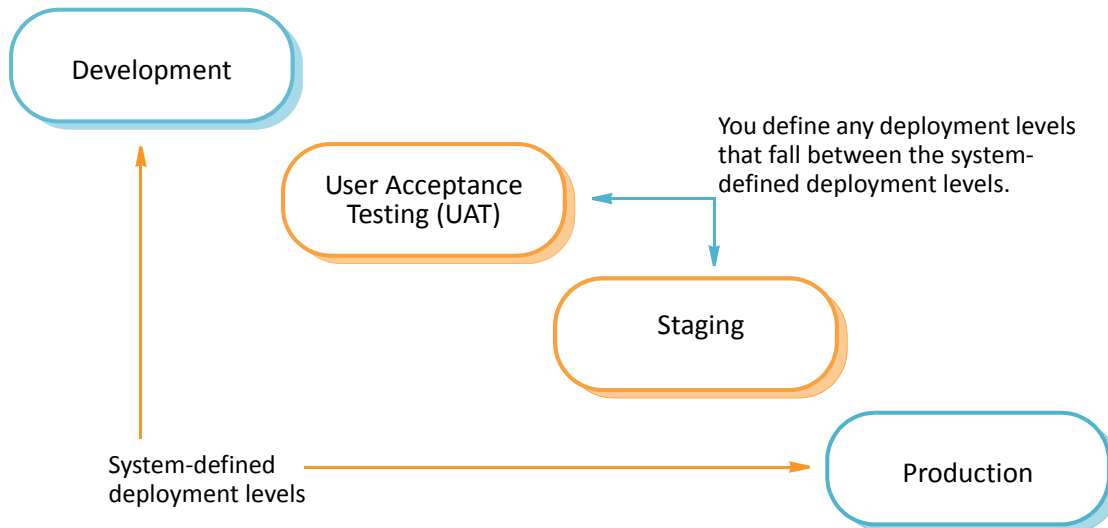 Development
You define any deployment levels
that fall between the system-
defined deployment levels.
User Acceptance
Testing (UAT)
Staging
System-defined
deployment levels
Production